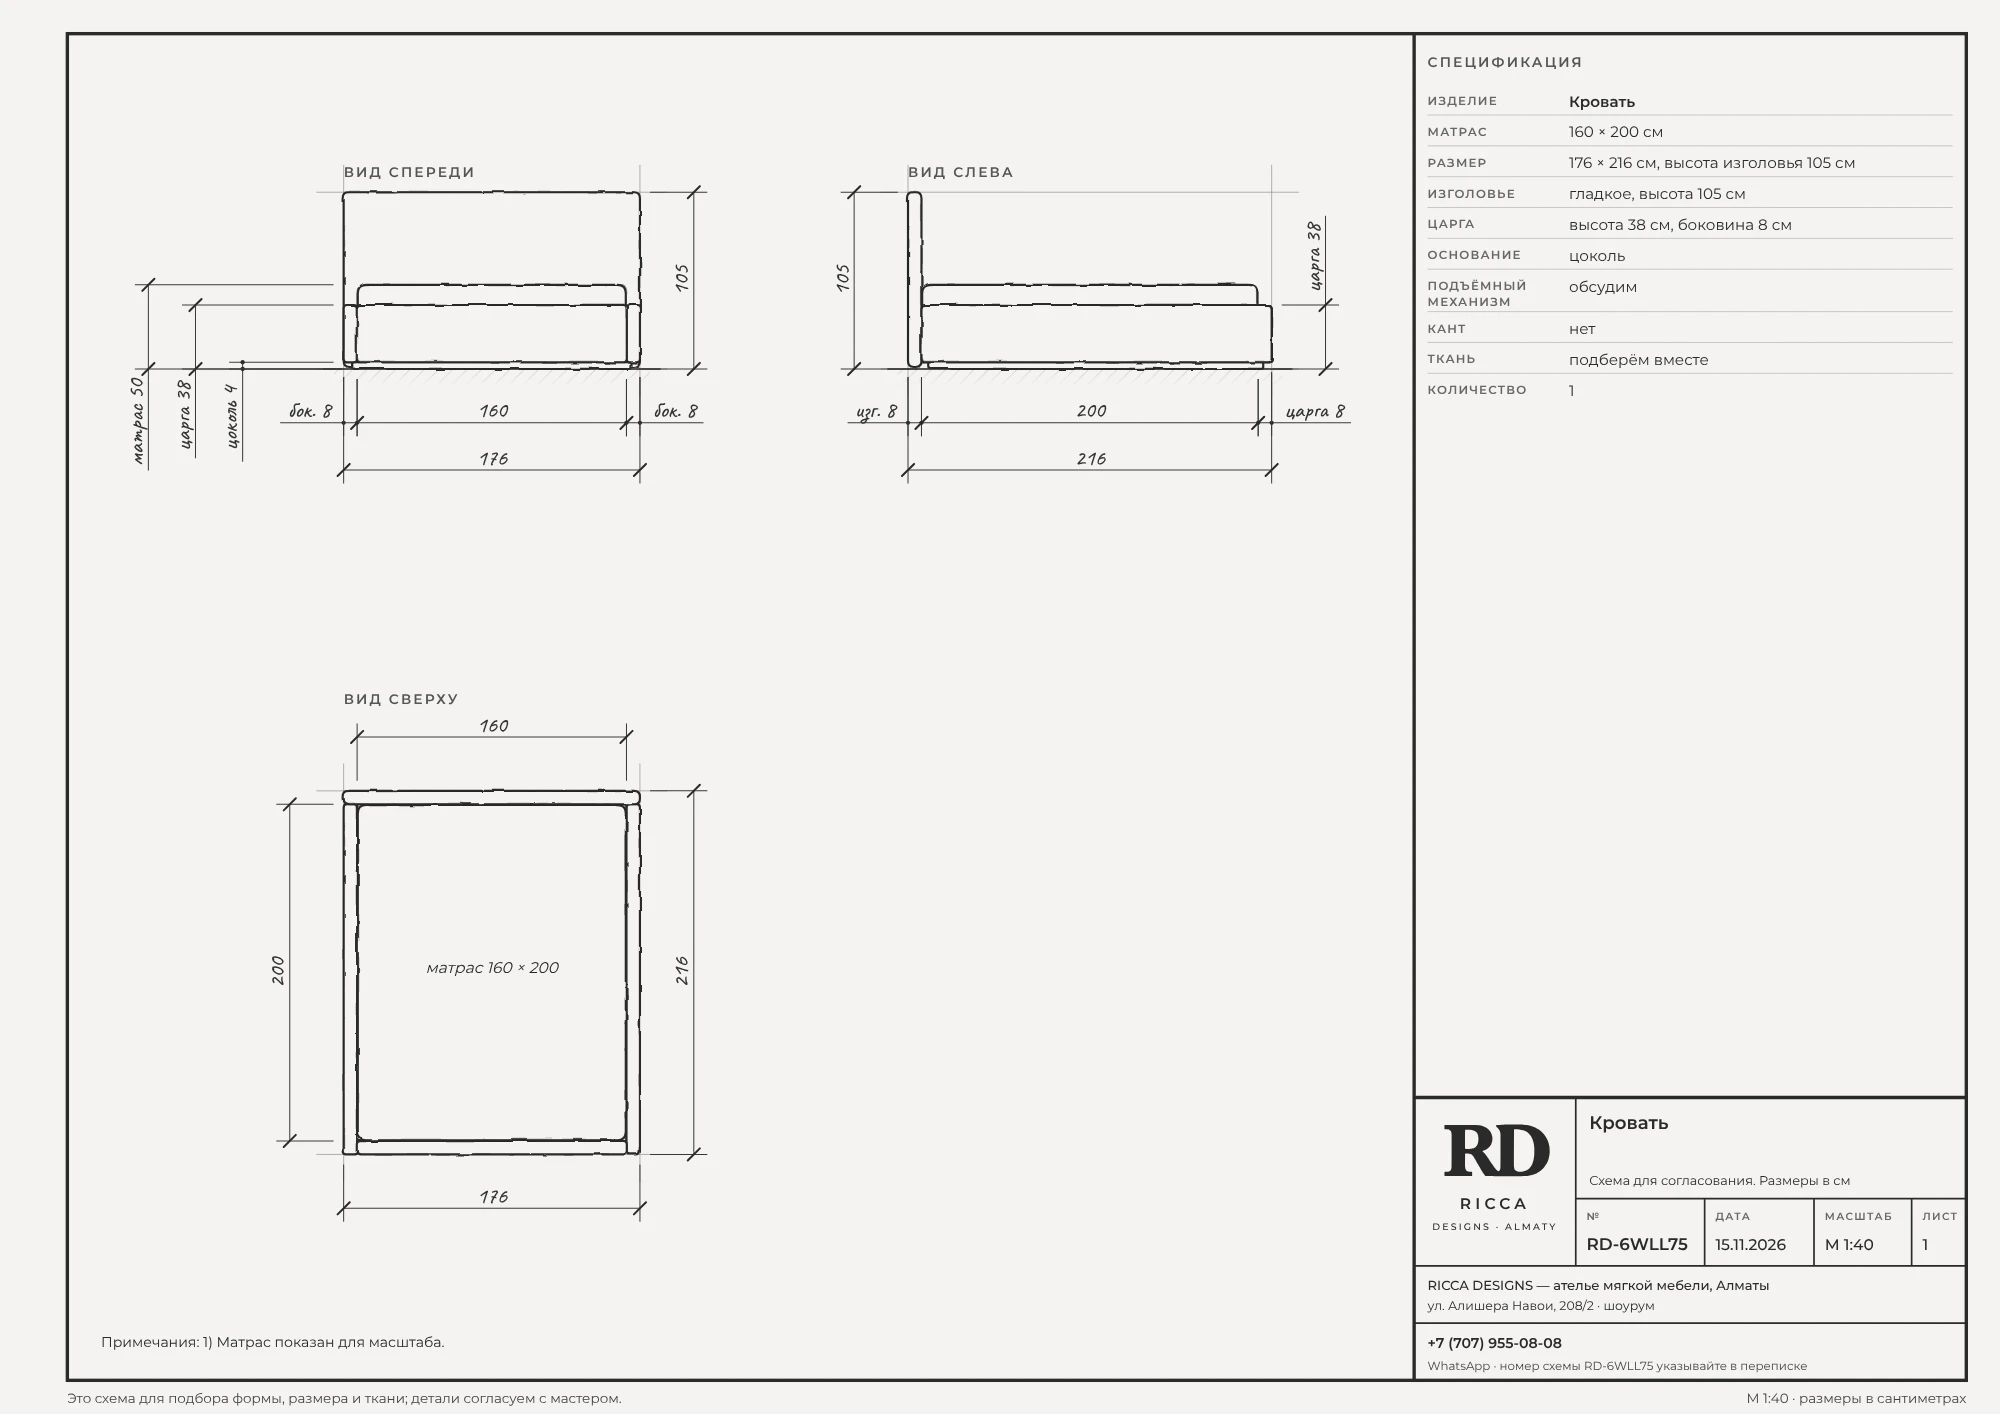 ВИД СПЕРЕДИ
105
матрас 50
царга 38
цоколь 4
бок. 8
160
бок. 8
176
ВИД СЛЕВА
105
царга 38
изг. 8
200
царга 8
216
ВИД СВЕРХУ
160
200
матрас 160 × 200
216
176
Примечания: 1) Матрас показан для масштаба.
СПЕЦИФИКАЦИЯ
ИЗДЕЛИЕ Кровать
МАТРАС 160 × 200 см
РАЗМЕР 176 × 216 см, высота изголовья 105 см
ИЗГОЛОВЬЕ гладкое, высота 105 см
ЦАРГА высота 38 см, боковина 8 см
ОСНОВАНИЕ цоколь
ПОДЪЁМНЫЙ обсудим
МЕХАНИЗМ
КАНТ нет
ТКАНЬ подберём вместе
КОЛИЧЕСТВО 1
RD
RICCA
DESIGNS · ALMATY
Кровать
Схема для согласования. Размеры в см
№ ДАТА МАСШТАБ ЛИСТ
RD-6WLL75 15.11.2026 М 1:40 1
RICCA DESIGNS — ателье мягкой мебели, Алматы
ул. Алишера Навои, 208/2 · шоурум
+7 (707) 955-08-08
WhatsApp · номер схемы RD-6WLL75 указывайте в переписке
Это схема для подбора формы, размера и ткани; детали согласуем с мастером.
М 1:40 · размеры в сантиметрах